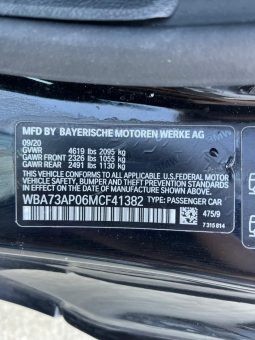 MFD BY BAYERISCHE MOTOREN WERKE AG
09/20
GVWR 4619 lbs 2095 kg
GAWR FRONT 2326 lbs 1055 kg
GAWR REAR 2491 lbs 1130 kg
THIS VEHICLE CONFORMS TO ALL APPLICABLE
U.S. FEDERAL MOTOR VEHICLE SAFETY, BUMPER AND THEFT
PREVENTION STANDARDS IN EFFECT ON THE
DATE OF MANUFACTURE SHOWN ABOVE.
WBA73AP06MCF41382 TYPE: PASSENGER CAR
475/9
7 315 814